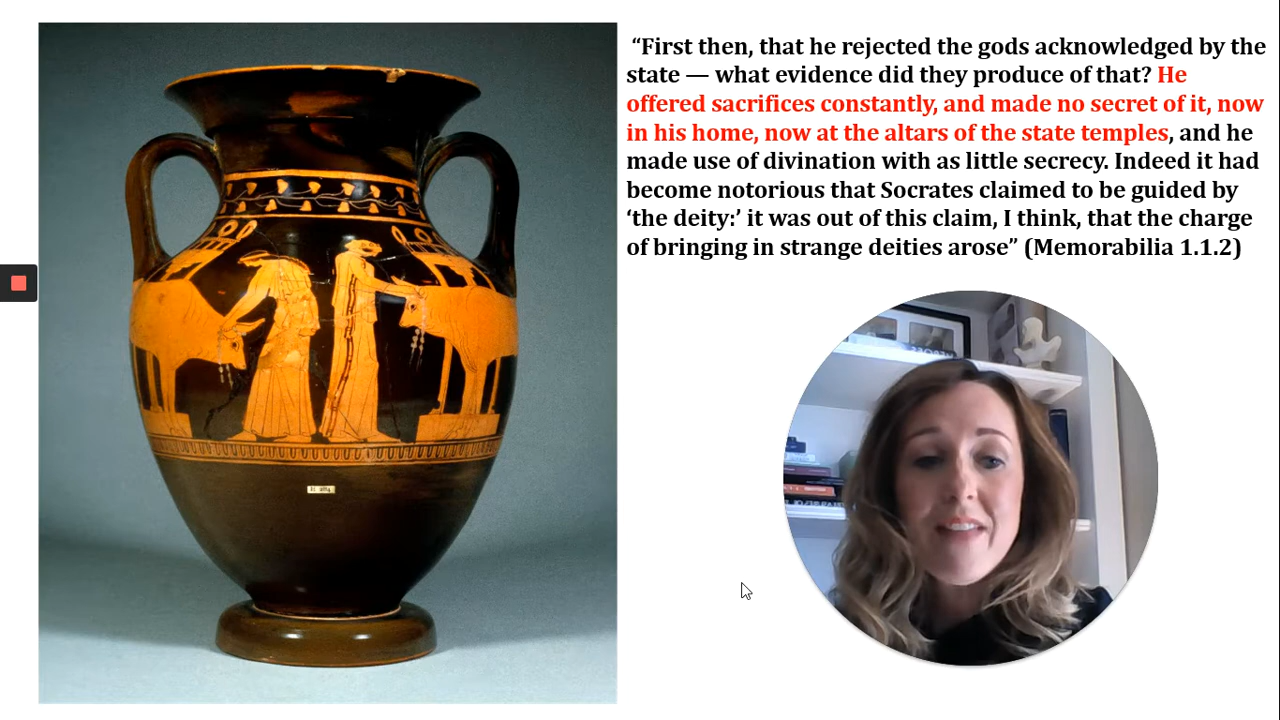 “First then, that he rejected the gods acknowledged by the
state — what evidence did they produce of that? He
offered sacrifices constantly, and made no secret of it, now
in his home, now at the altars of the state temples, and he
made use of divination with as little secrecy. Indeed it had
become notorious that Socrates claimed to be guided by
‘the deity:’ it was out of this claim, I think, that the charge
of bringing in strange deities arose” (Memorabilia 1.1.2)